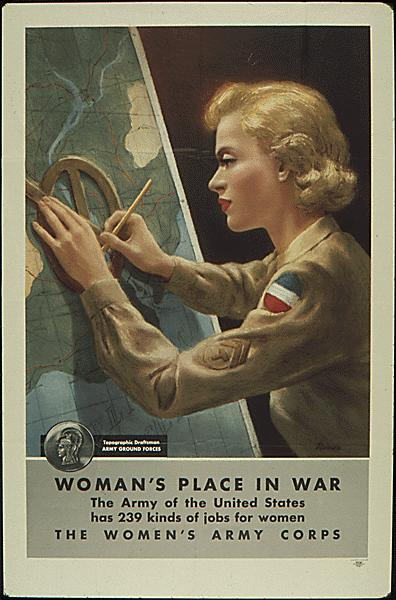 Topographic Draftsman
ARMY GROUND FORCES
WOMAN'S PLACE IN WAR
The Army of the United States
has 239 kinds of jobs for women
THE WOMEN'S ARMY CORPS